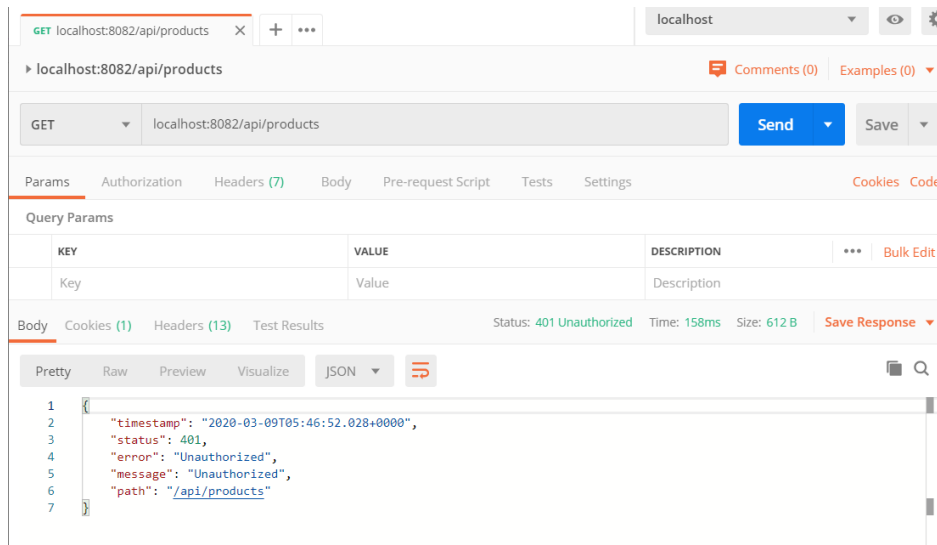 GET localhost:8082/api/products
localhost
localhost:8082/api/products
Comments (0)
Examples (0)
GET
localhost:8082/api/products
Send
Save
Params Authorization Headers (7) Body Pre-request Script Tests Settings Cookies Code
Query Params
KEY VALUE DESCRIPTION ••• Bulk Edit
Key Value Description
Body Cookies (1) Headers (13) Test Results Status: 401 Unauthorized Time: 158ms Size: 612 B Save Response
Pretty Raw Preview Visualize JSON
1 {
2 "timestamp": "2020-03-09T05:46:52.028+0000",
3 "status": 401,
4 "error": "Unauthorized",
5 "message": "Unauthorized",
6 "path": "/api/products"
7 }